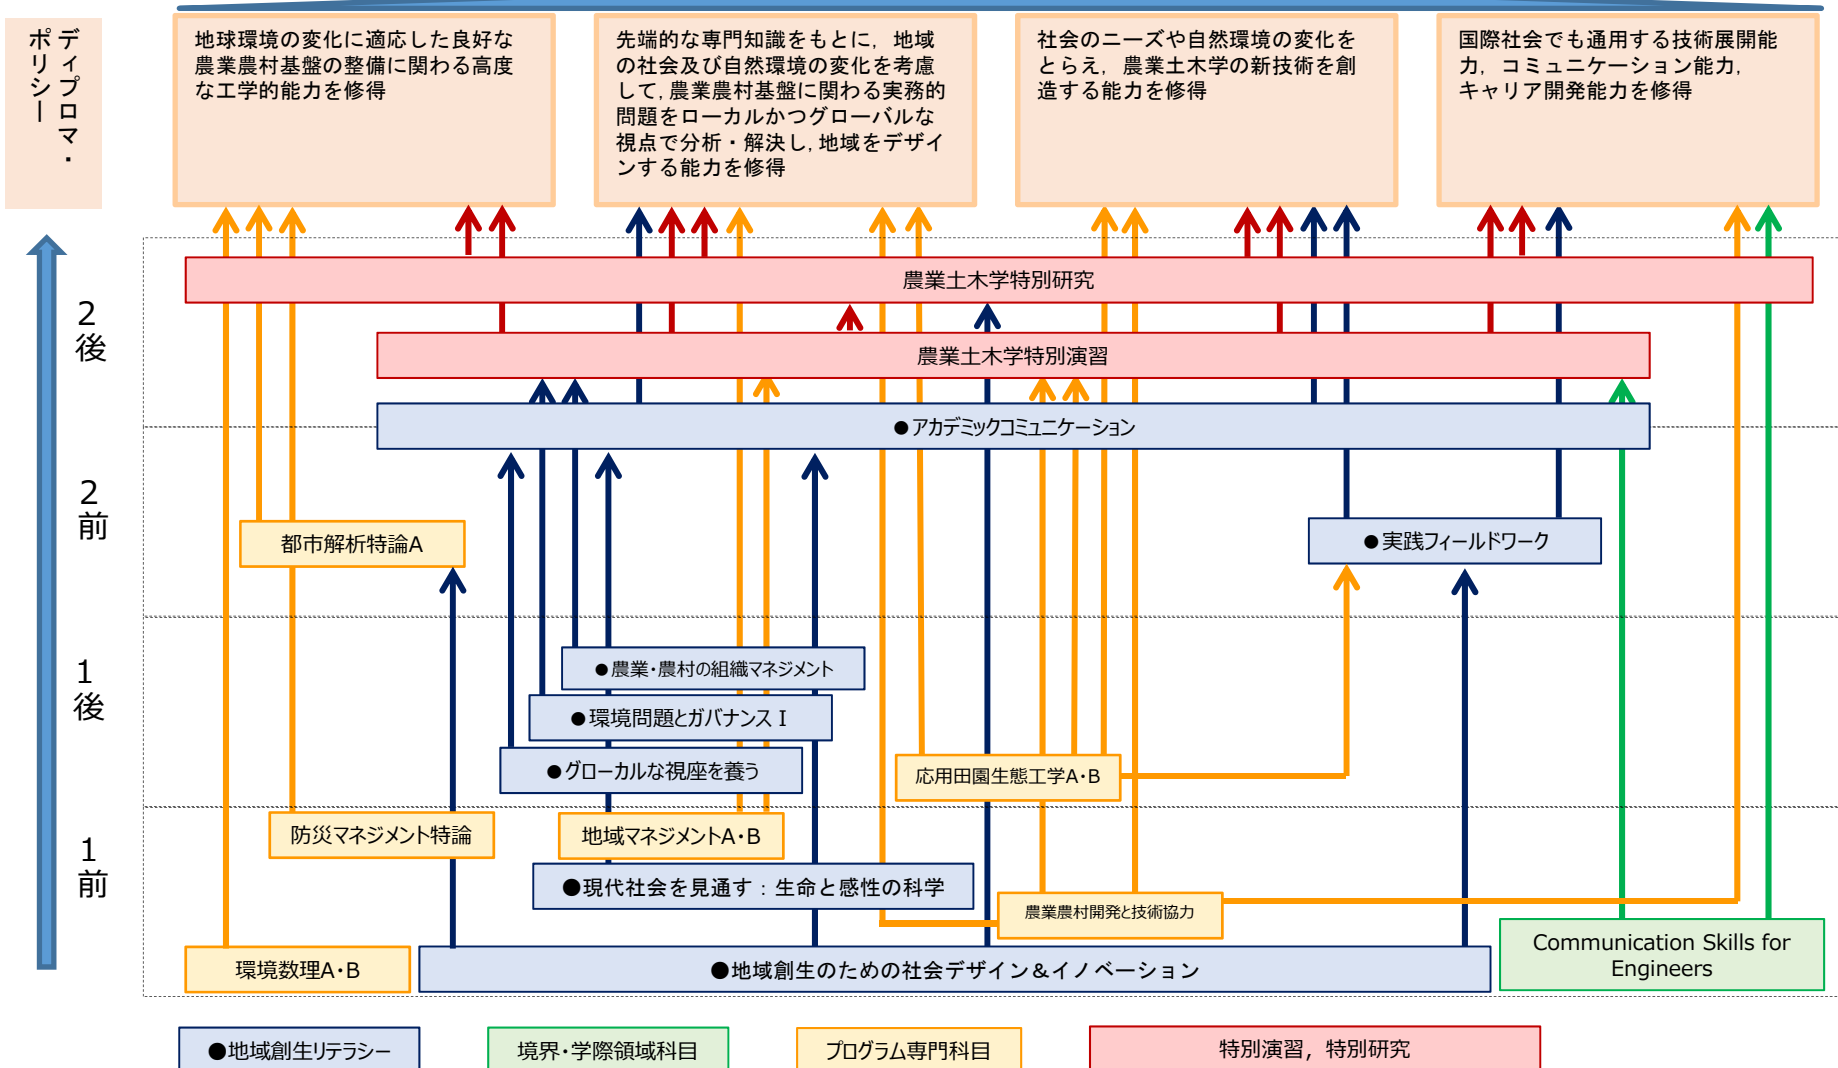 ディプロマ・
ポリシー
地球環境の変化に適応した良好な
農業農村基盤の整備に関わる高度
な工学的能力を修得
先端的な専門知識をもとに，地域
の社会及び自然環境の変化を考慮
して，農業農村基盤に関わる実務的
問題をローカルかつグローバルな
視点で分析・解決し，地域をデザイ
ンする能力を修得
社会のニーズや自然環境の変化を
とらえ，農業土木学の新技術を創
造する能力を修得
国際社会でも通用する技術展開能
力，コミュニケーション能力，
キャリア開発能力を修得
2後
農業土木学特別研究
農業土木学特別演習
●アカデミックコミュニケーション
2前
都市解析特論A
●実践フィールドワーク
1後
●農業・農村の組織マネジメント
●環境問題とガバナンスⅠ
●グローカルな視座を養う
応用田園生態工学A・B
1前
防災マネジメント特論
地域マネジメントA・B
●現代社会を見通す：生命と感性の科学
農業農村開発と技術協力
環境数理A・B
●地域創生のための社会デザイン＆イノベーション
Communication Skills for
Engineers
●地域創生リテラシー
境界・学際領域科目
プログラム専門科目
特別演習，特別研究